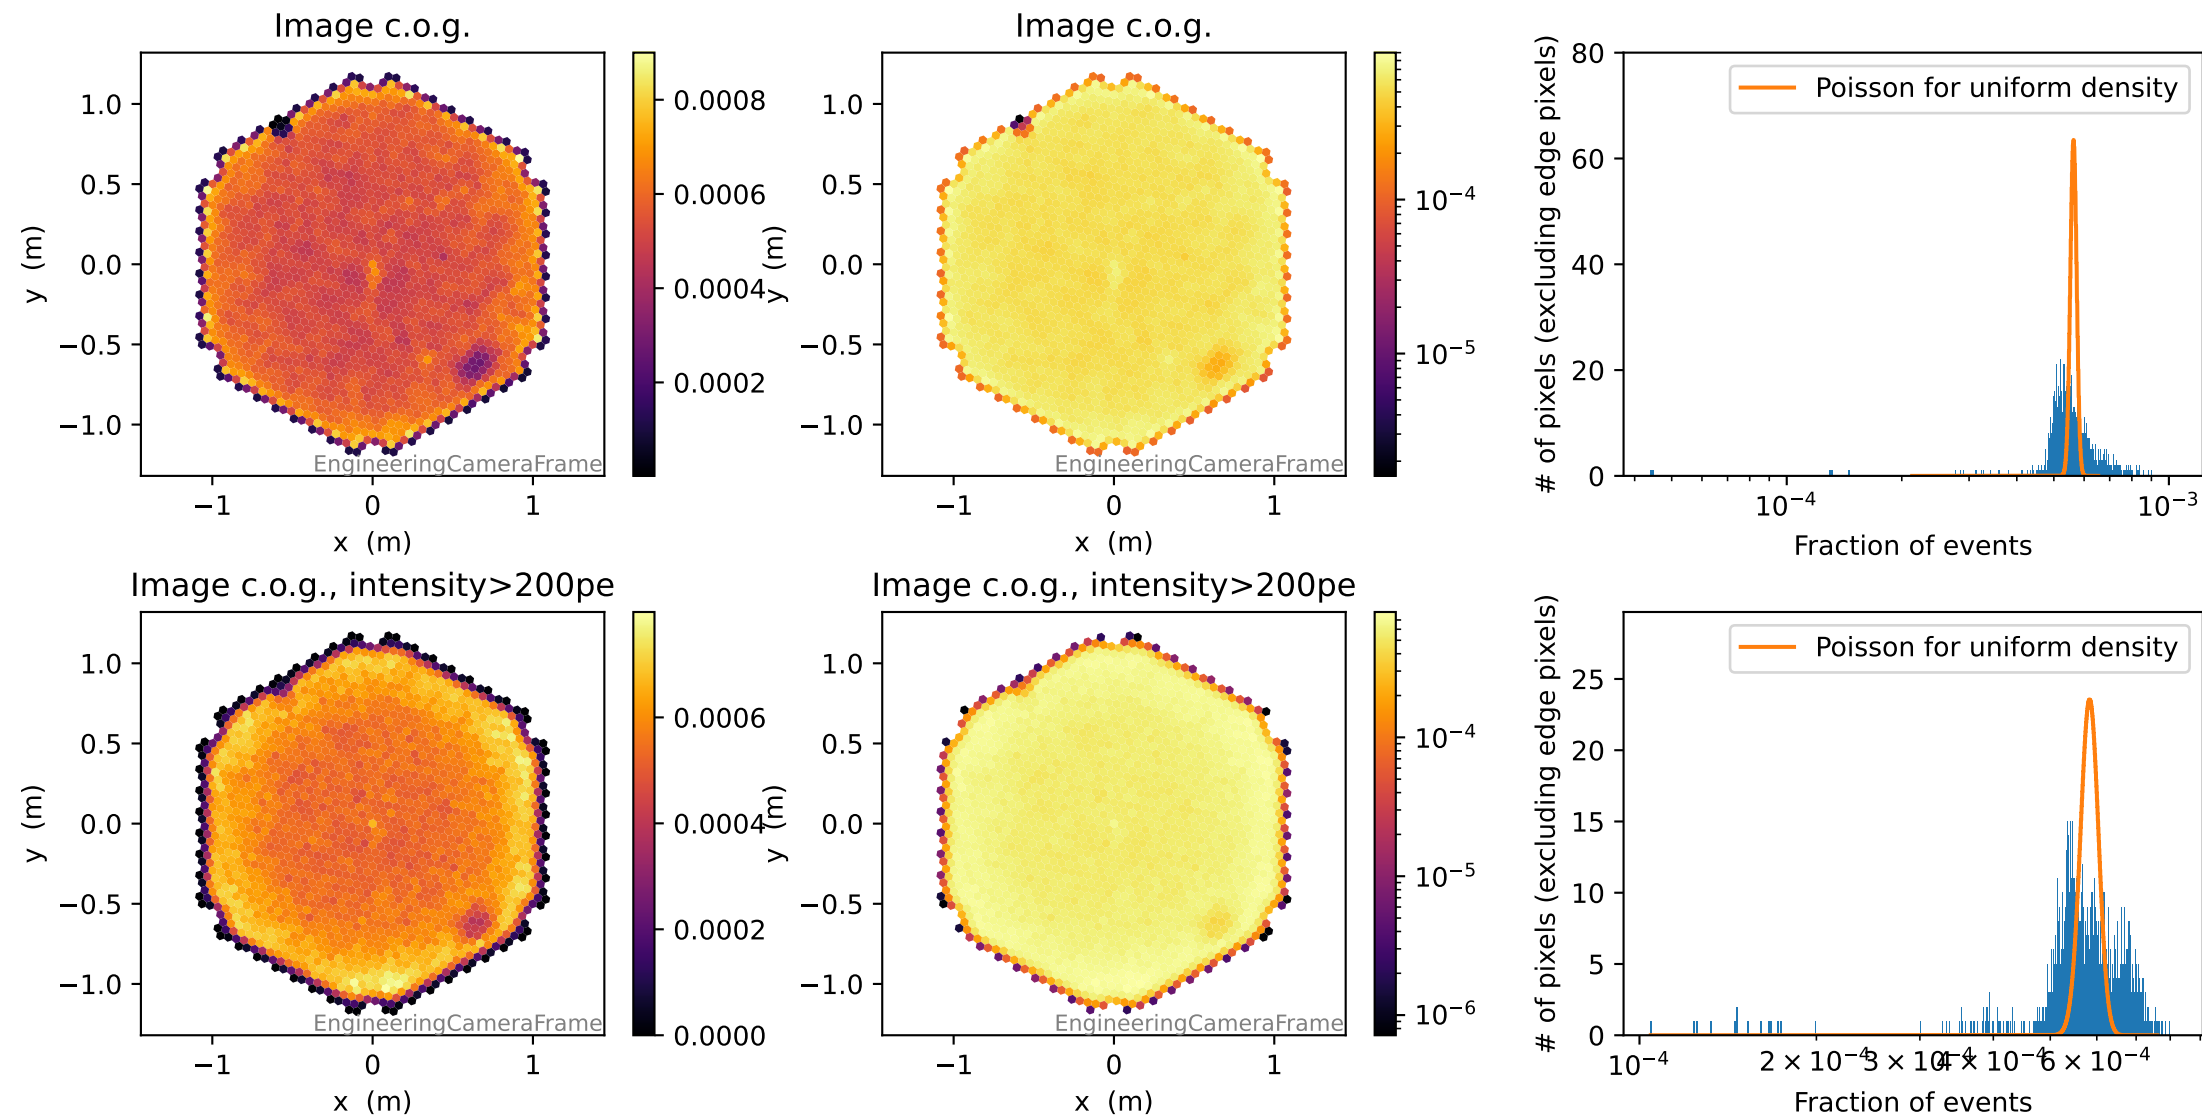 Image c.o.g.
1.0
0.5
0.0
−0.5
−1.0
y (m)
−1
0
1
x (m)
EngineeringCameraFrame
0.0008
0.0006
0.0004
0.0002
Image c.o.g.
1.0
0.5
0.0
−0.5
−1.0
y (m)
−1
0
1
x (m)
EngineeringCameraFrame
10⁻⁴
10⁻⁵
80
60
40
20
0
# of pixels (excluding edge pixels)
Poisson for uniform density
10⁻⁴
10⁻³
Fraction of events
Image c.o.g., intensity>200pe
1.0
0.5
0.0
−0.5
−1.0
y (m)
−1
0
1
x (m)
EngineeringCameraFrame
0.0006
0.0004
0.0002
0.0000
Image c.o.g., intensity>200pe
1.0
0.5
0.0
−0.5
−1.0
y (m)
−1
0
1
x (m)
EngineeringCameraFrame
10⁻⁴
10⁻⁵
10⁻⁶
25
20
15
10
5
0
# of pixels (excluding edge pixels)
Poisson for uniform density
10⁻⁴
2 × 10⁻⁴
3 × 10⁻⁴
4 × 10⁻⁴
6 × 10⁻⁴
Fraction of events